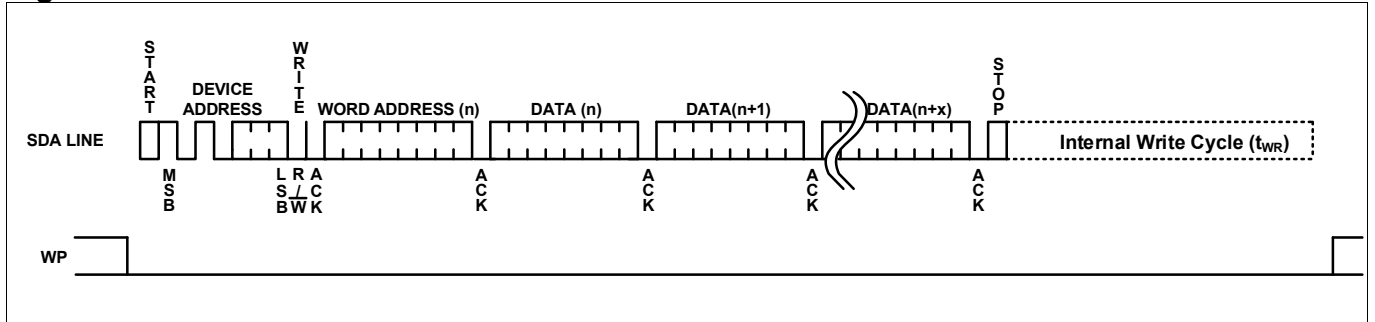 START
WRITE
STOP
DEVICE
ADDRESS
WORD ADDRESS (n)
DATA (n)
DATA(n+1)
DATA(n+x)
SDA LINE
Internal Write Cycle (tWR)
MSB
LSB
R/W
ACK
ACK
ACK
ACK
ACK
WP